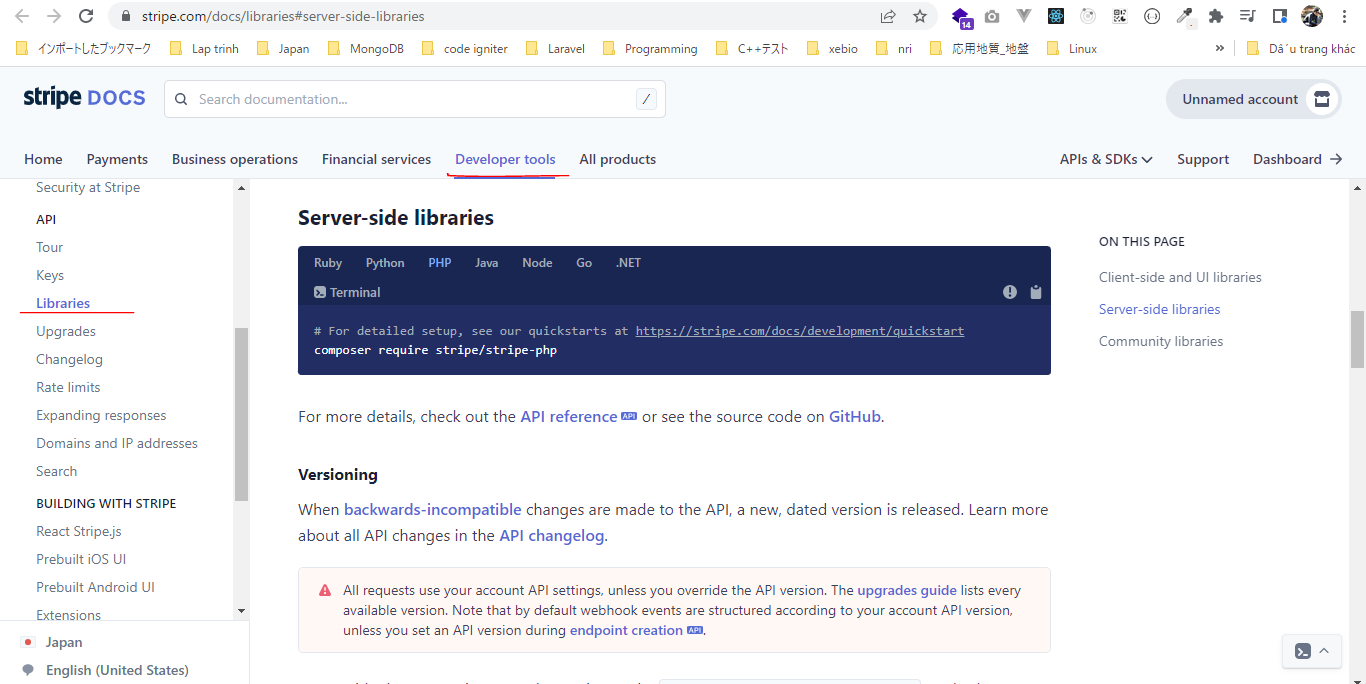 stripe.com/docs/libraries#server-side-libraries
14
インポートしたブックマーク Lap trinh Japan MongoDB code igniter Laravel Programming C++テスト xebio nri 応用地質_地盤 Linux » Dấu trang khác
stripe DOCS Search documentation... / Unnamed account
Home Payments Business operations Financial services Developer tools All products APIs & SDKs Support Dashboard →
Security at Stripe
API
Tour
Keys
Libraries
Upgrades
Changelog
Rate limits
Expanding responses
Domains and IP addresses
Search
BUILDING WITH STRIPE
React Stripe.js
Prebuilt iOS UI
Prebuilt Android UI
Extensions
Japan
English (United States)
Server-side libraries
Ruby Python PHP Java Node Go .NET
Terminal
# For detailed setup, see our quickstarts at https://stripe.com/docs/development/quickstart
composer require stripe/stripe-php
For more details, check out the API reference API or see the source code on GitHub.
Versioning
When backwards-incompatible changes are made to the API, a new, dated version is released. Learn more
about all API changes in the API changelog.
All requests use your account API settings, unless you override the API version. The upgrades guide lists every
available version. Note that by default webhook events are structured according to your account API version,
unless you set an API version during endpoint creation API.
ON THIS PAGE
Client-side and UI libraries
Server-side libraries
Community libraries